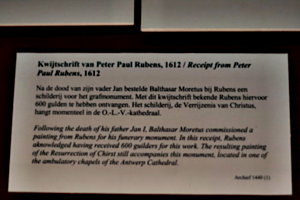 Kwijtschrift van Peter Paul Rubens, 1612 / Receipt from Peter
Paul Rubens, 1612
Na de dood van zijn vader Jan bestelde Balthasar Moretus bij Rubens een
schilderij voor het grafmonument. Met dit kwijtschrift bekende Rubens hiervoor
600 gulden te hebben ontvangen. Het schilderij, de Verrijzenis van Christus,
hangt momenteel in de O.-L.-V.-kathedraal.
Following the death of his father Jan I, Balthasar Moretus commissioned a
painting from Rubens for his funerary monument. In this receipt, Rubens
aknowledged having received 600 guilders for this work. The resulting painting
of the Resurrection of Chirst still accompanies this monument, located in one of
the ambulatory chapels of the Antwerp Cathedral.
Archief 1440 (1)